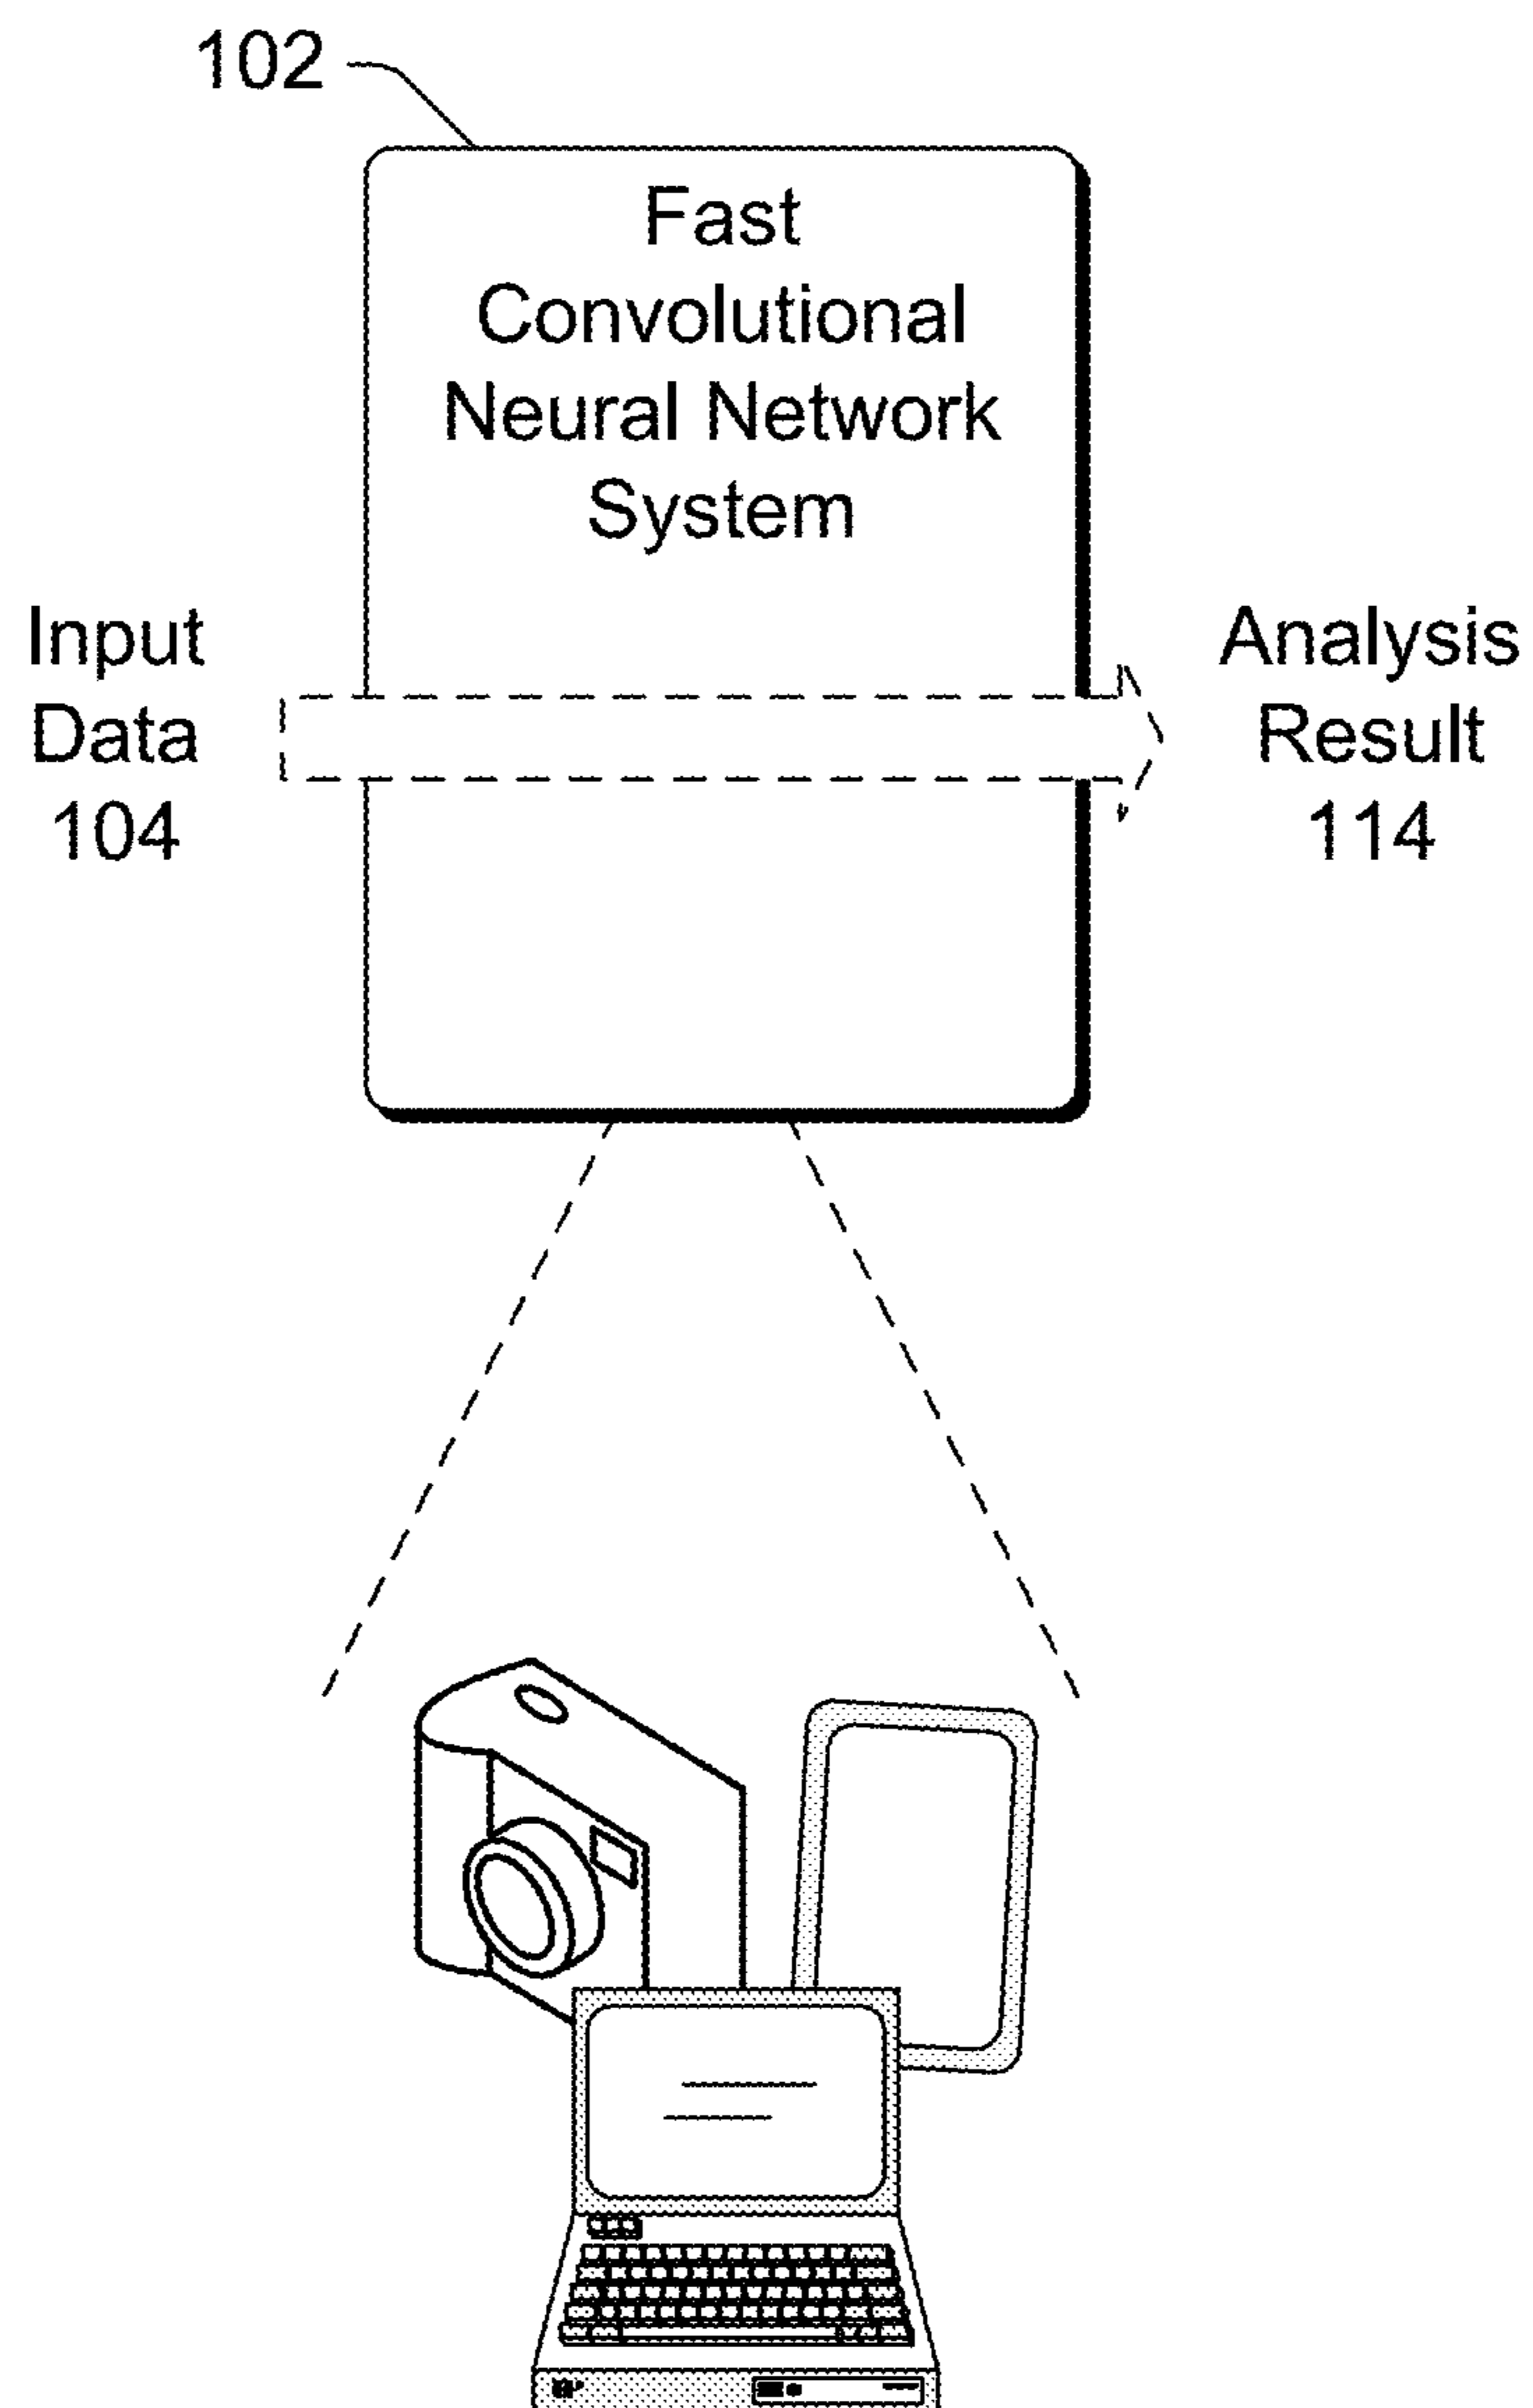 102
Fast
Convolutional
Neural Network
System
Input
Data
104
Analysis
Result
114